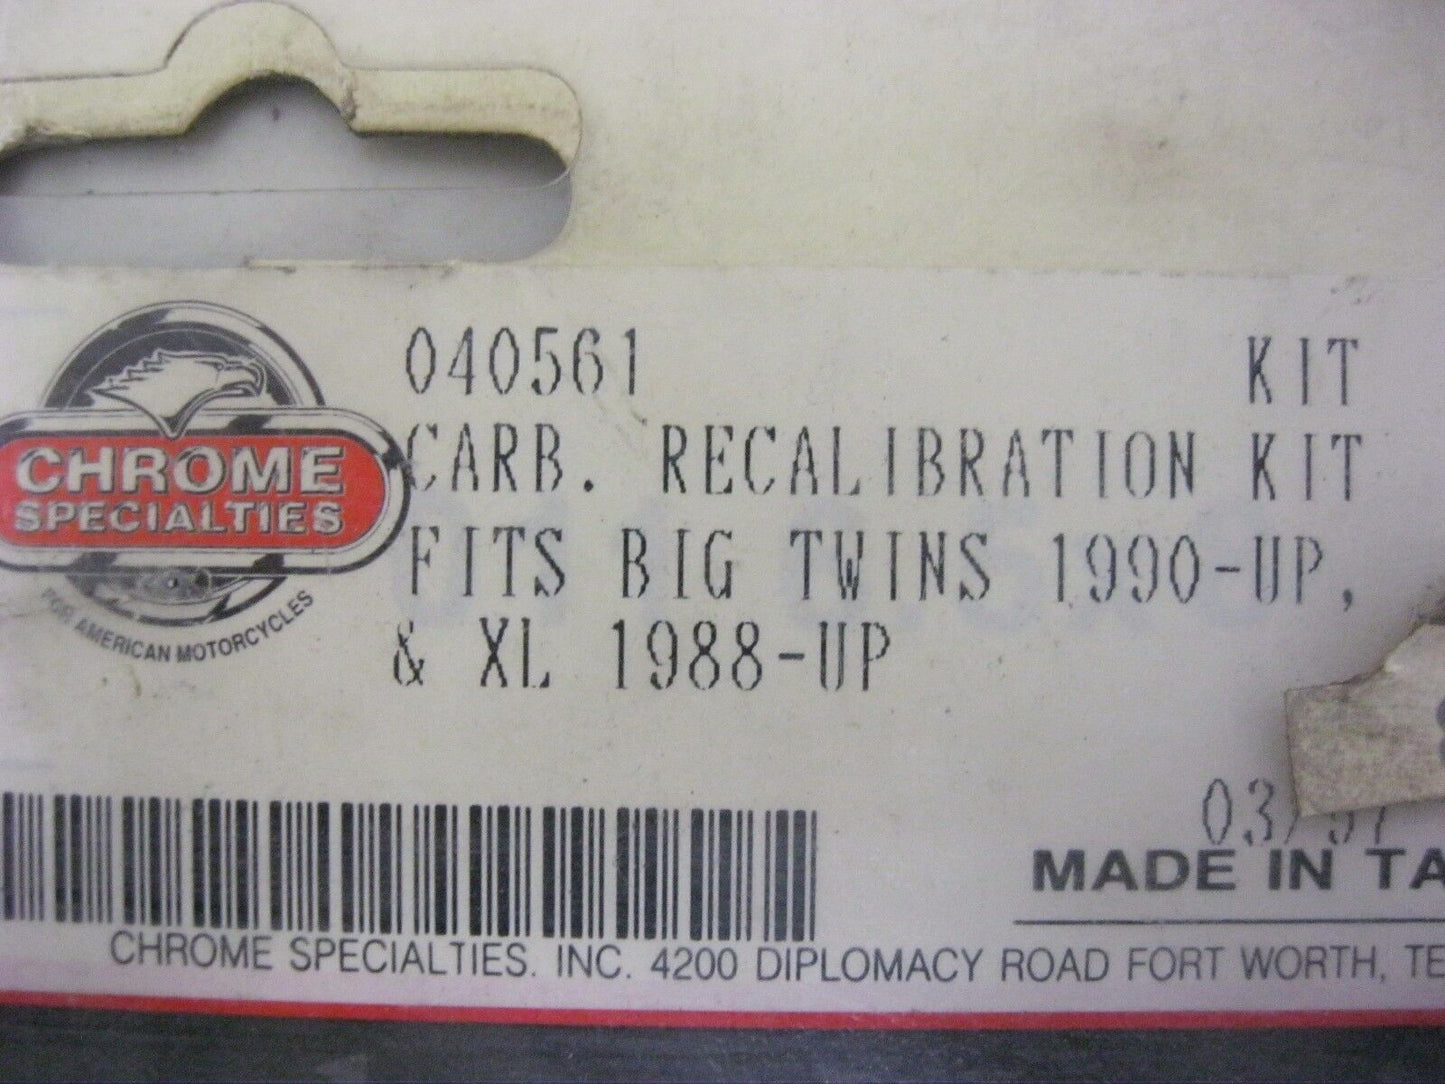 040561 KIT
CHROME
SPECIALTIES
FOR AMERICAN MOTORCYCLES
CARB. RECALIBRATION KIT
FITS BIG TWINS 1990-UP,
& XL 1988-UP
MADE IN TA
CHROME SPECIALTIES. INC. 4200 DIPLOMACY ROAD FORT WORTH, TE